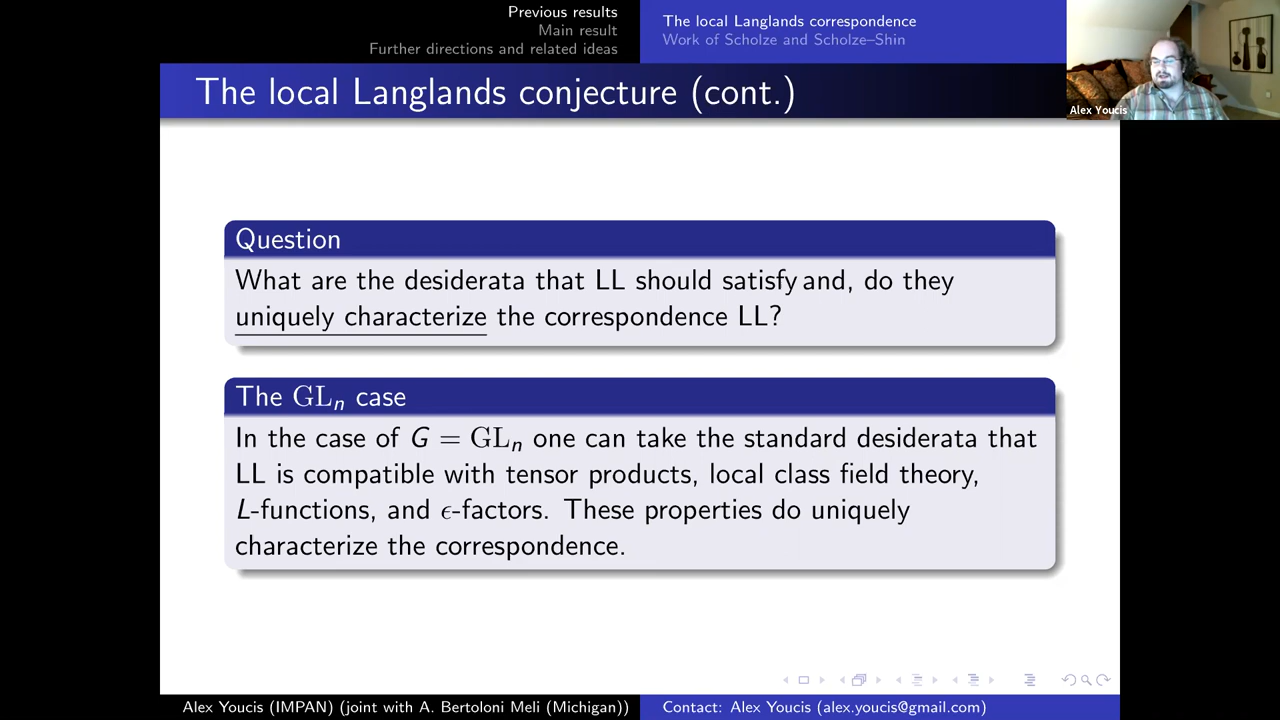 Previous results
Main result
Further directions and related ideas
The local Langlands correspondence
Work of Scholze and Scholze–Shin
The local Langlands conjecture (cont.)
Alex Youcis
Question
What are the desiderata that LL should satisfy and, do they
uniquely characterize the correspondence LL?
The GLₙ case
In the case of G = GLₙ one can take the standard desiderata that
LL is compatible with tensor products, local class field theory,
L-functions, and ϵ-factors. These properties do uniquely
characterize the correspondence.
Alex Youcis (IMPAN) (joint with A. Bertoloni Meli (Michigan))
Contact: Alex Youcis (alex.youcis@gmail.com)